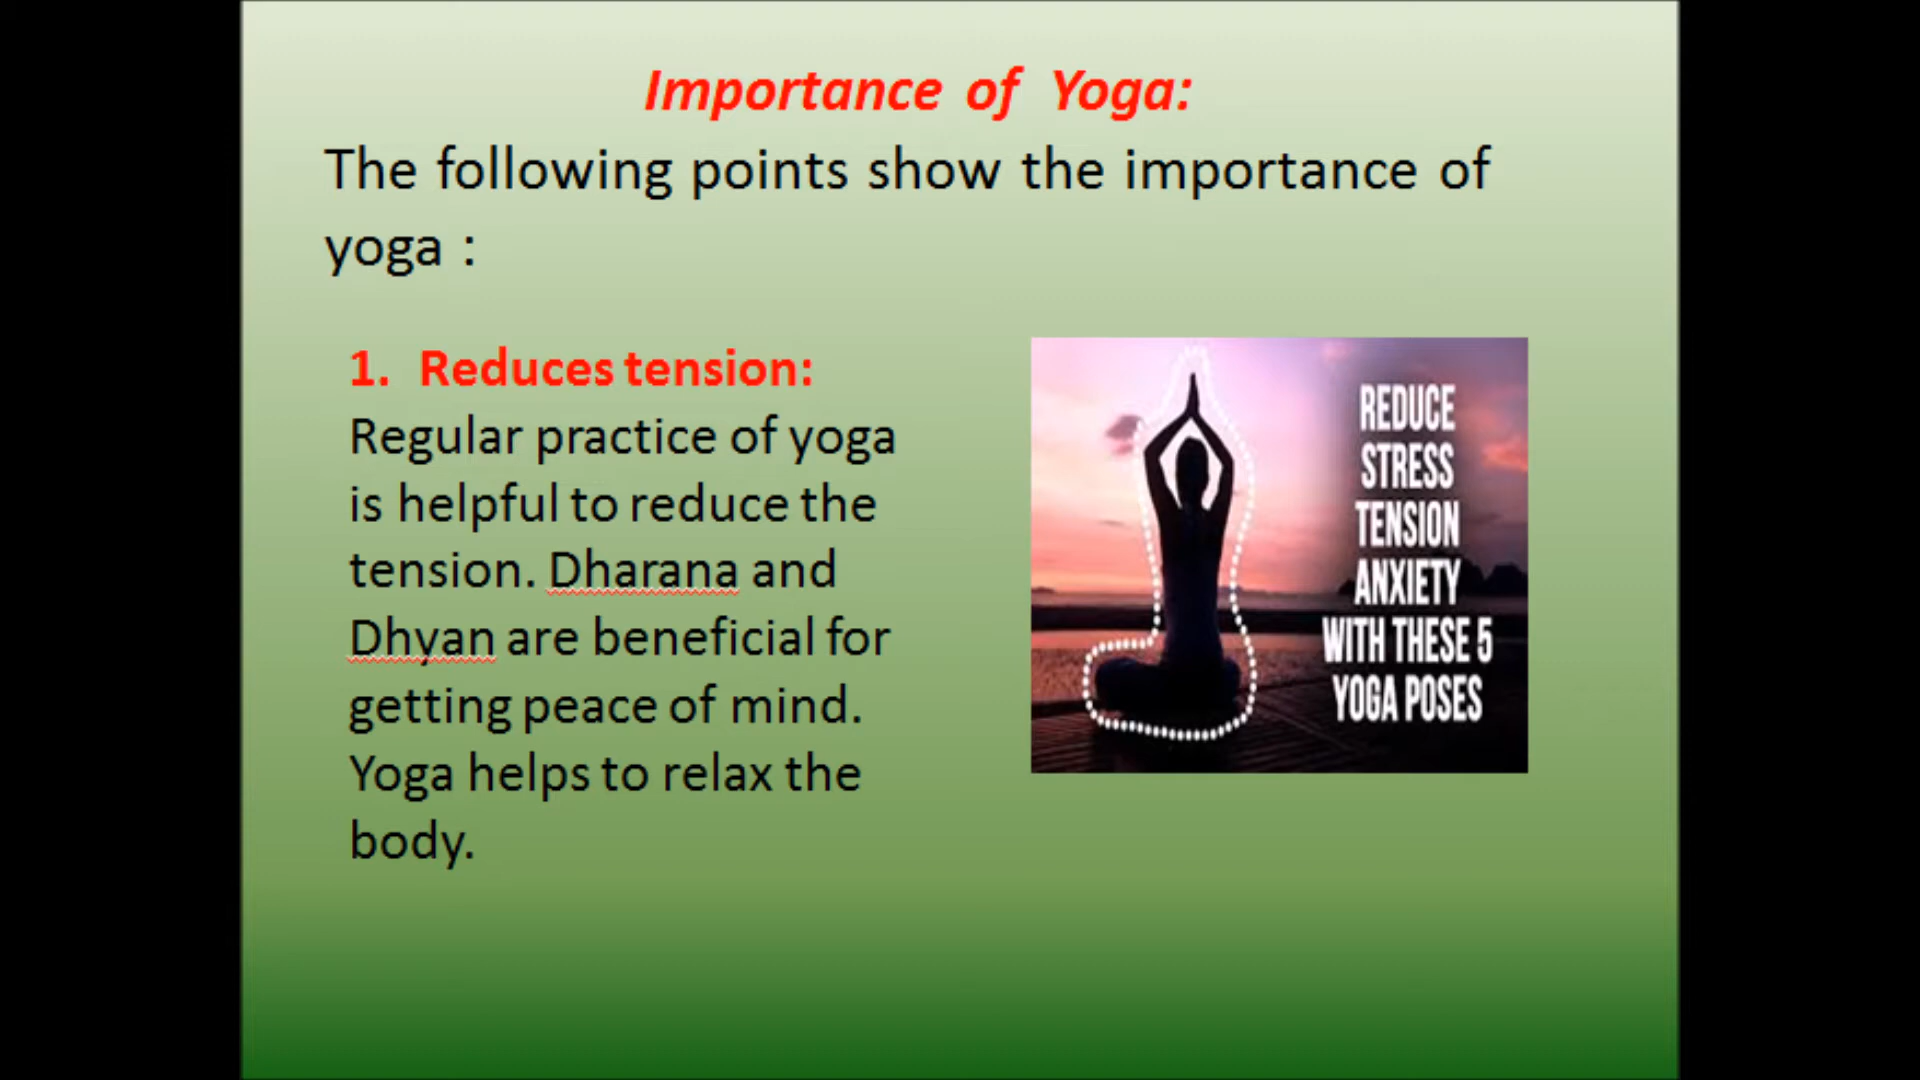 Importance of Yoga:
The following points show the importance of
yoga :
1. Reduces tension:
Regular practice of yoga
is helpful to reduce the
tension. Dharana and
Dhyan are beneficial for
getting peace of mind.
Yoga helps to relax the
body.
REDUCE
STRESS
TENSION
ANXIETY
WITH THESE 5
YOGA POSES